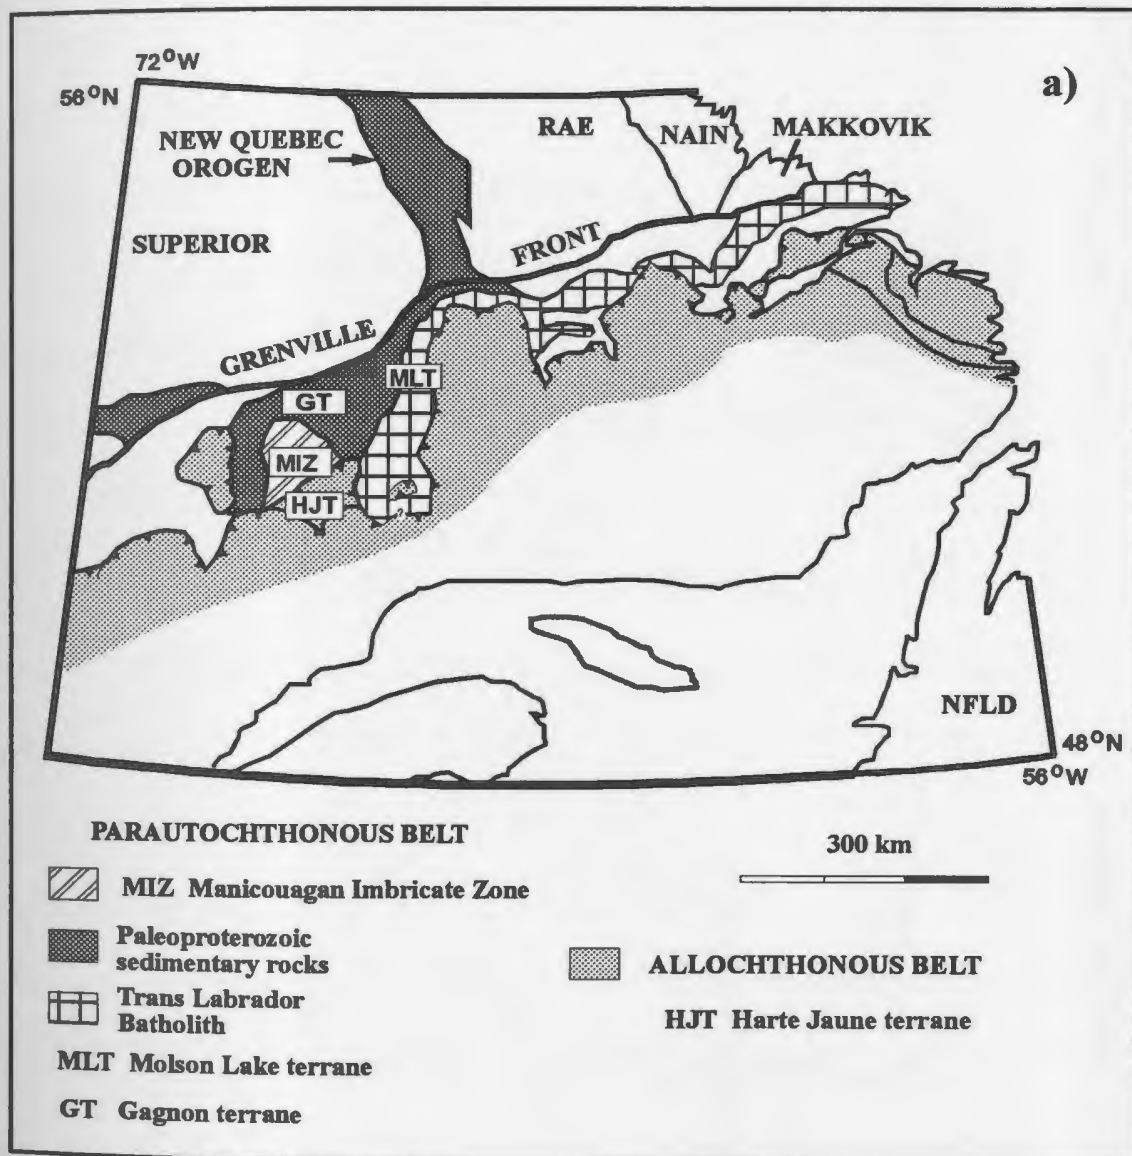 a)
72°W
56°N
NEW QUEBEC
OROGEN
RAE
NAIN
MAKKOVIK
SUPERIOR
FRONT
GRENVILLE
MLT
GT
MIZ
HJT
?
NFLD
48°N
56°W
PARAUTOCHTHONOUS BELT
MIZ Manicouagan Imbricate Zone
Paleoproterozoic
sedimentary rocks
Trans Labrador
Batholith
MLT Molson Lake terrane
GT Gagnon terrane
300 km
ALLOCHTHONOUS BELT
HJT Harte Jaune terrane